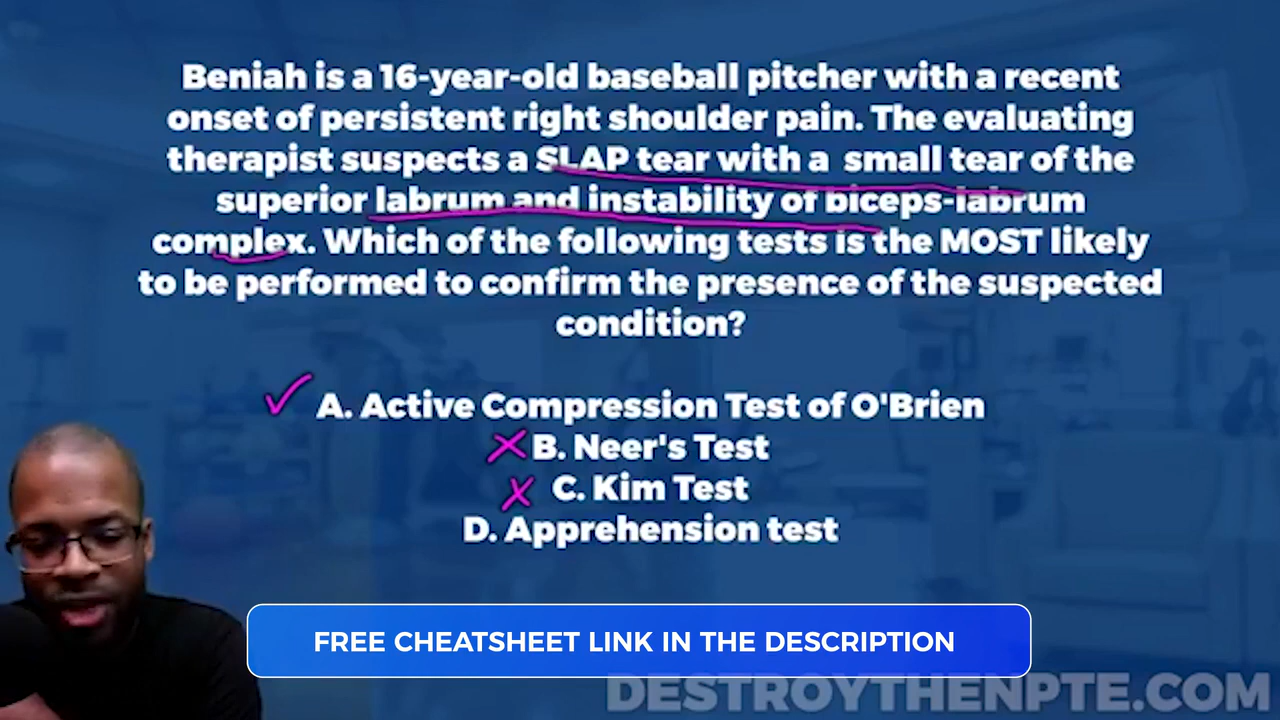 Beniah is a 16-year-old baseball pitcher with a recent
onset of persistent right shoulder pain. The evaluating
therapist suspects a SLAP tear with a small tear of the
superior labrum and instability of biceps-labrum
complex. Which of the following tests is the MOST likely
to be performed to confirm the presence of the suspected
condition?
A. Active Compression Test of O'Brien
B. Neer's Test
C. Kim Test
D. Apprehension test
FREE CHEATSHEET LINK IN THE DESCRIPTION
DESTROYTHENPTE.COM